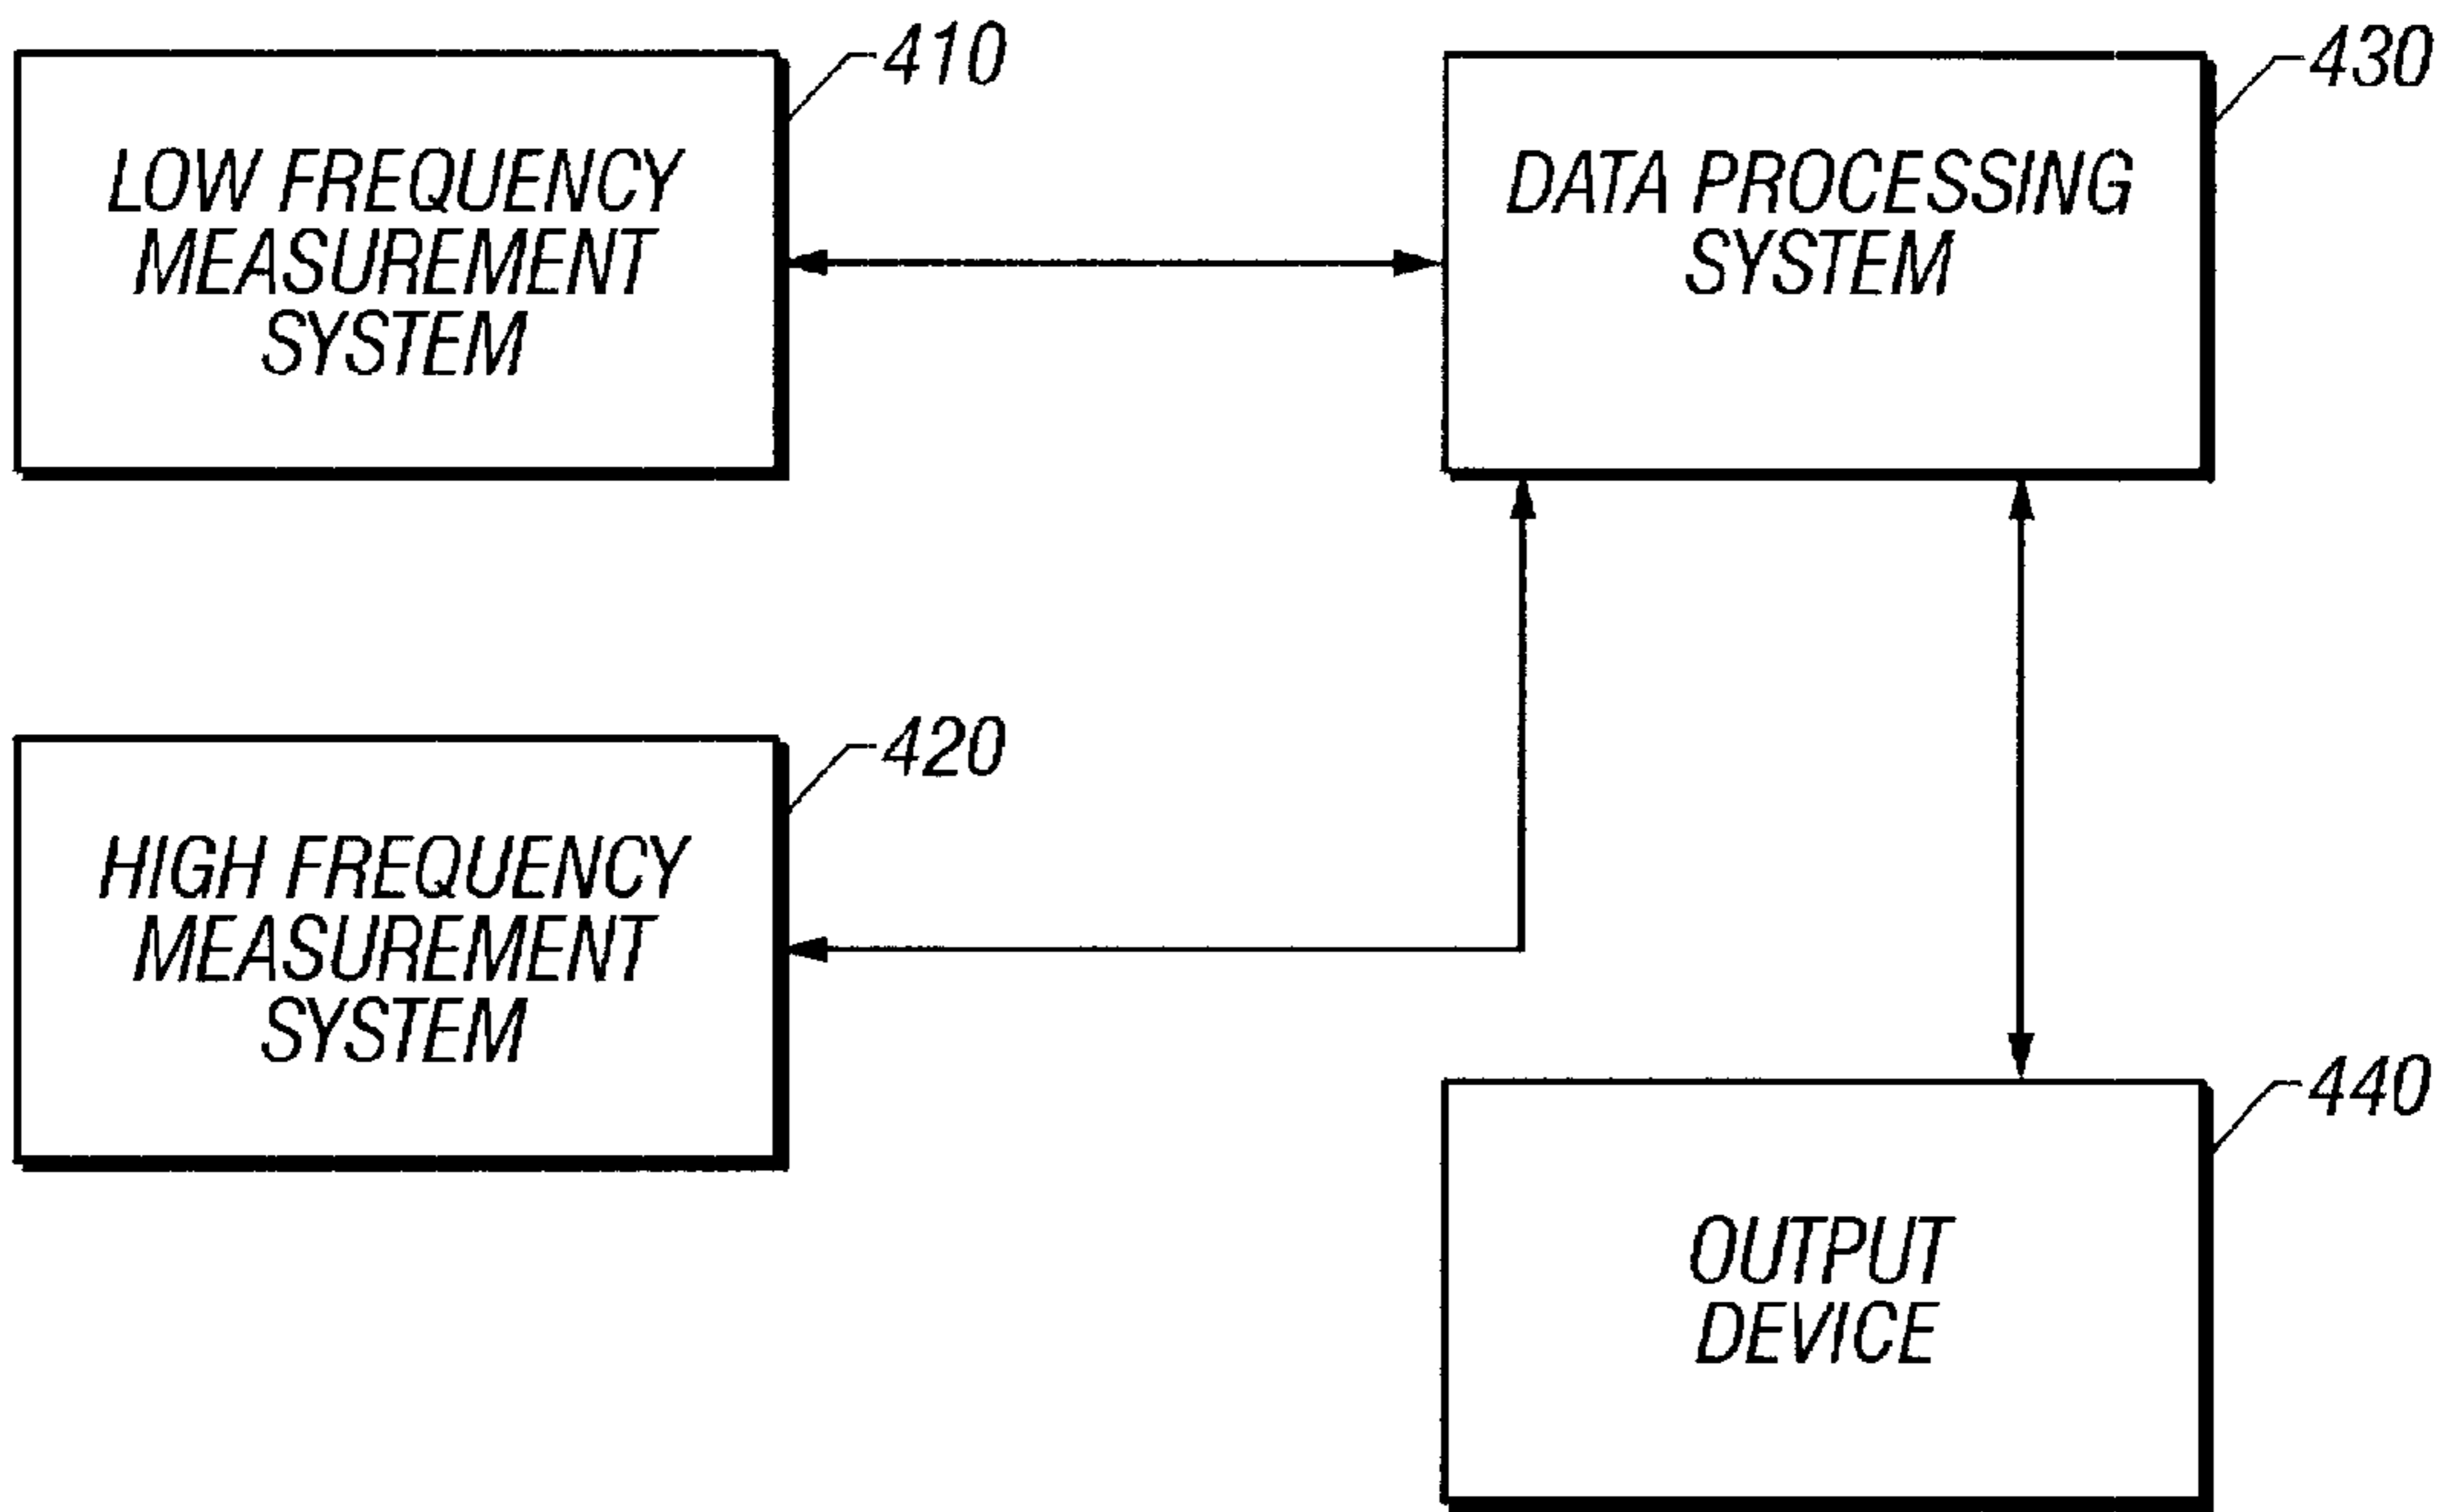 410
LOW FREQUENCY
MEASUREMENT
SYSTEM
430
DATA PROCESSING
SYSTEM
420
HIGH FREQUENCY
MEASUREMENT
SYSTEM
440
OUTPUT
DEVICE